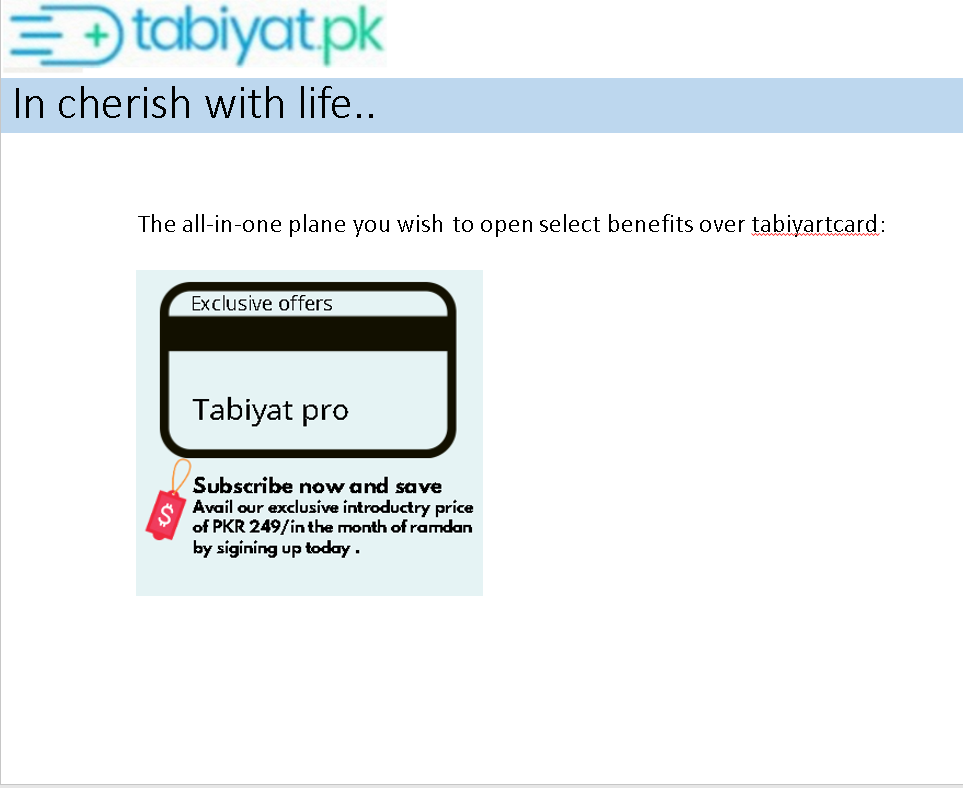 tabiyat.pk
In cherish with life..
The all-in-one plane you wish to open select benefits over tabiyartcard:
Exclusive offers
Tabiyat pro
Subscribe now and save
Avail our exclusive introductry price
of PKR 249/in the month of ramdan
by sigining up today .
$